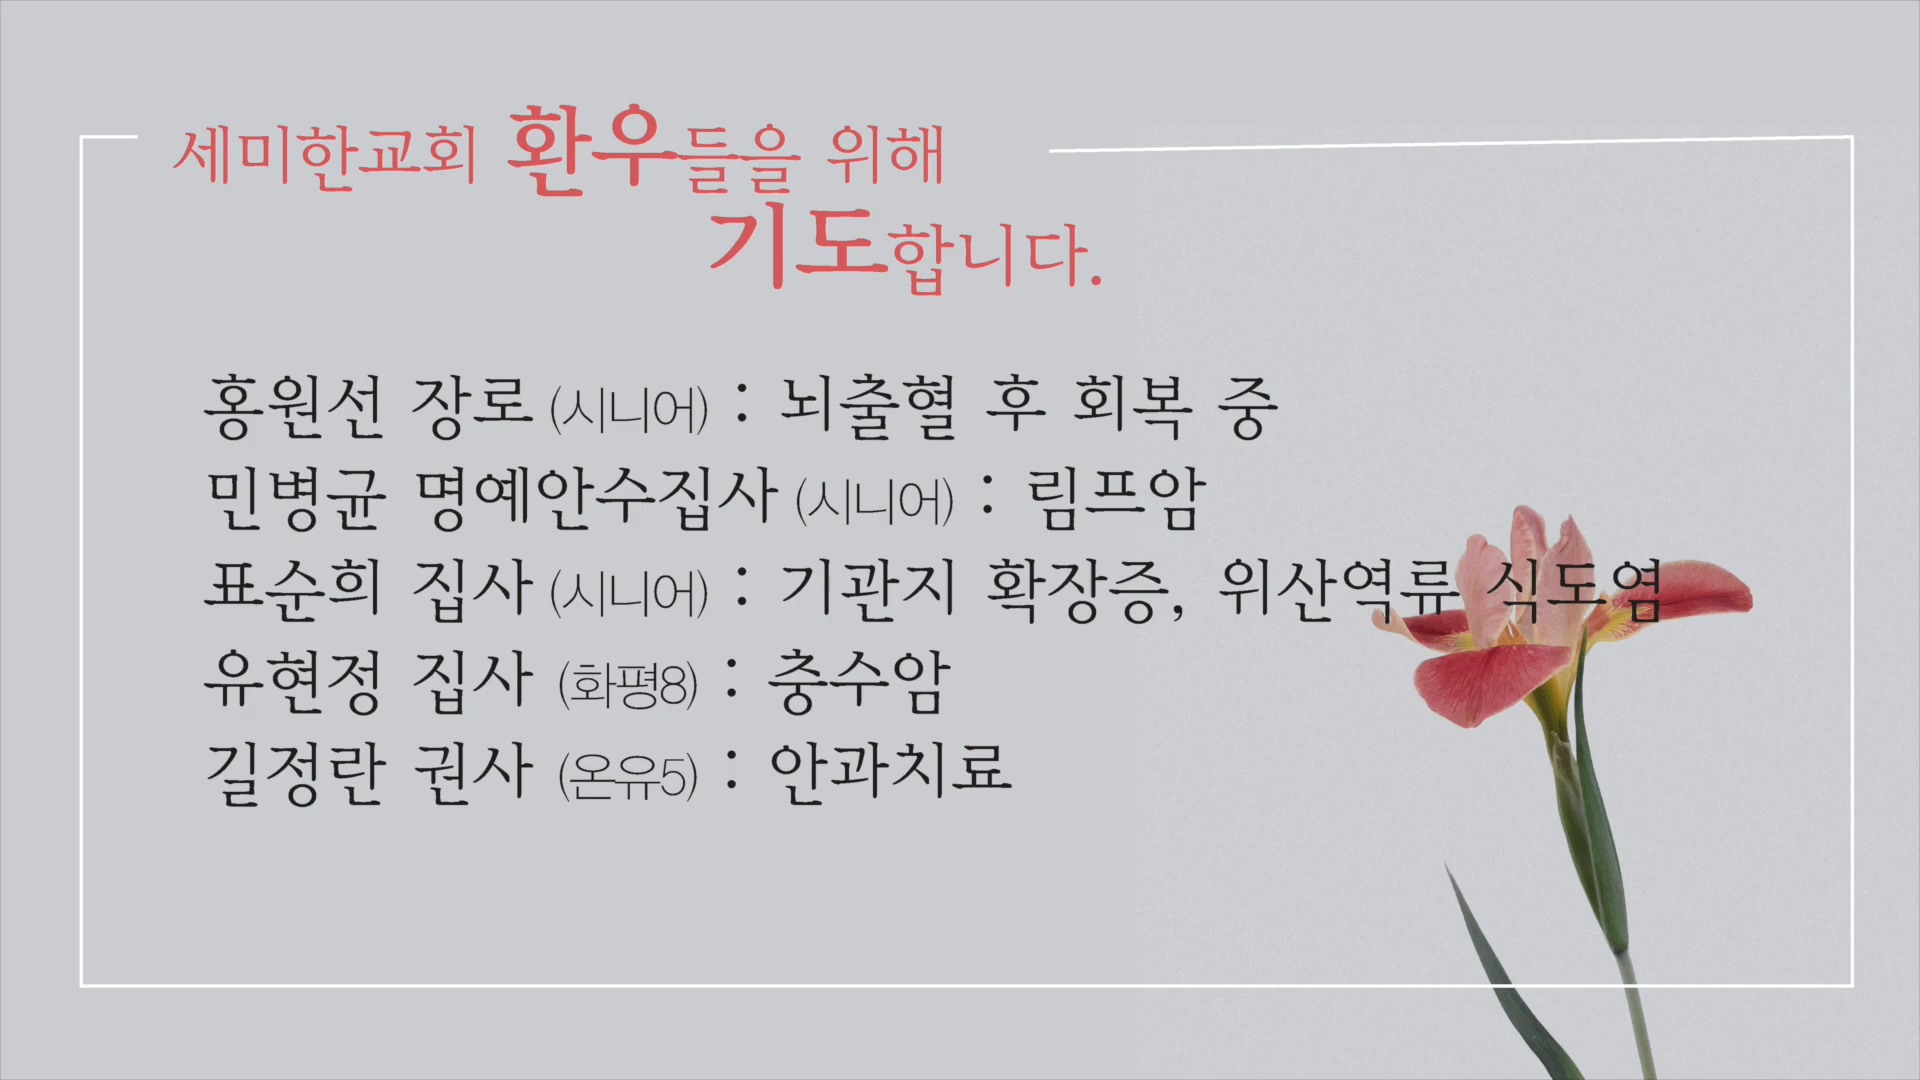 세미한교회 환우들을 위해
기도합니다.
홍원선 장로 (시니어) : 뇌출혈 후 회복 중
민병균 명예안수집사 (시니어) : 림프암
표순희 집사 (시니어) : 기관지 확장증, 위산역류 식도염
유현정 집사 (화평8) : 충수암
길정란 권사 (온유5) : 안과치료